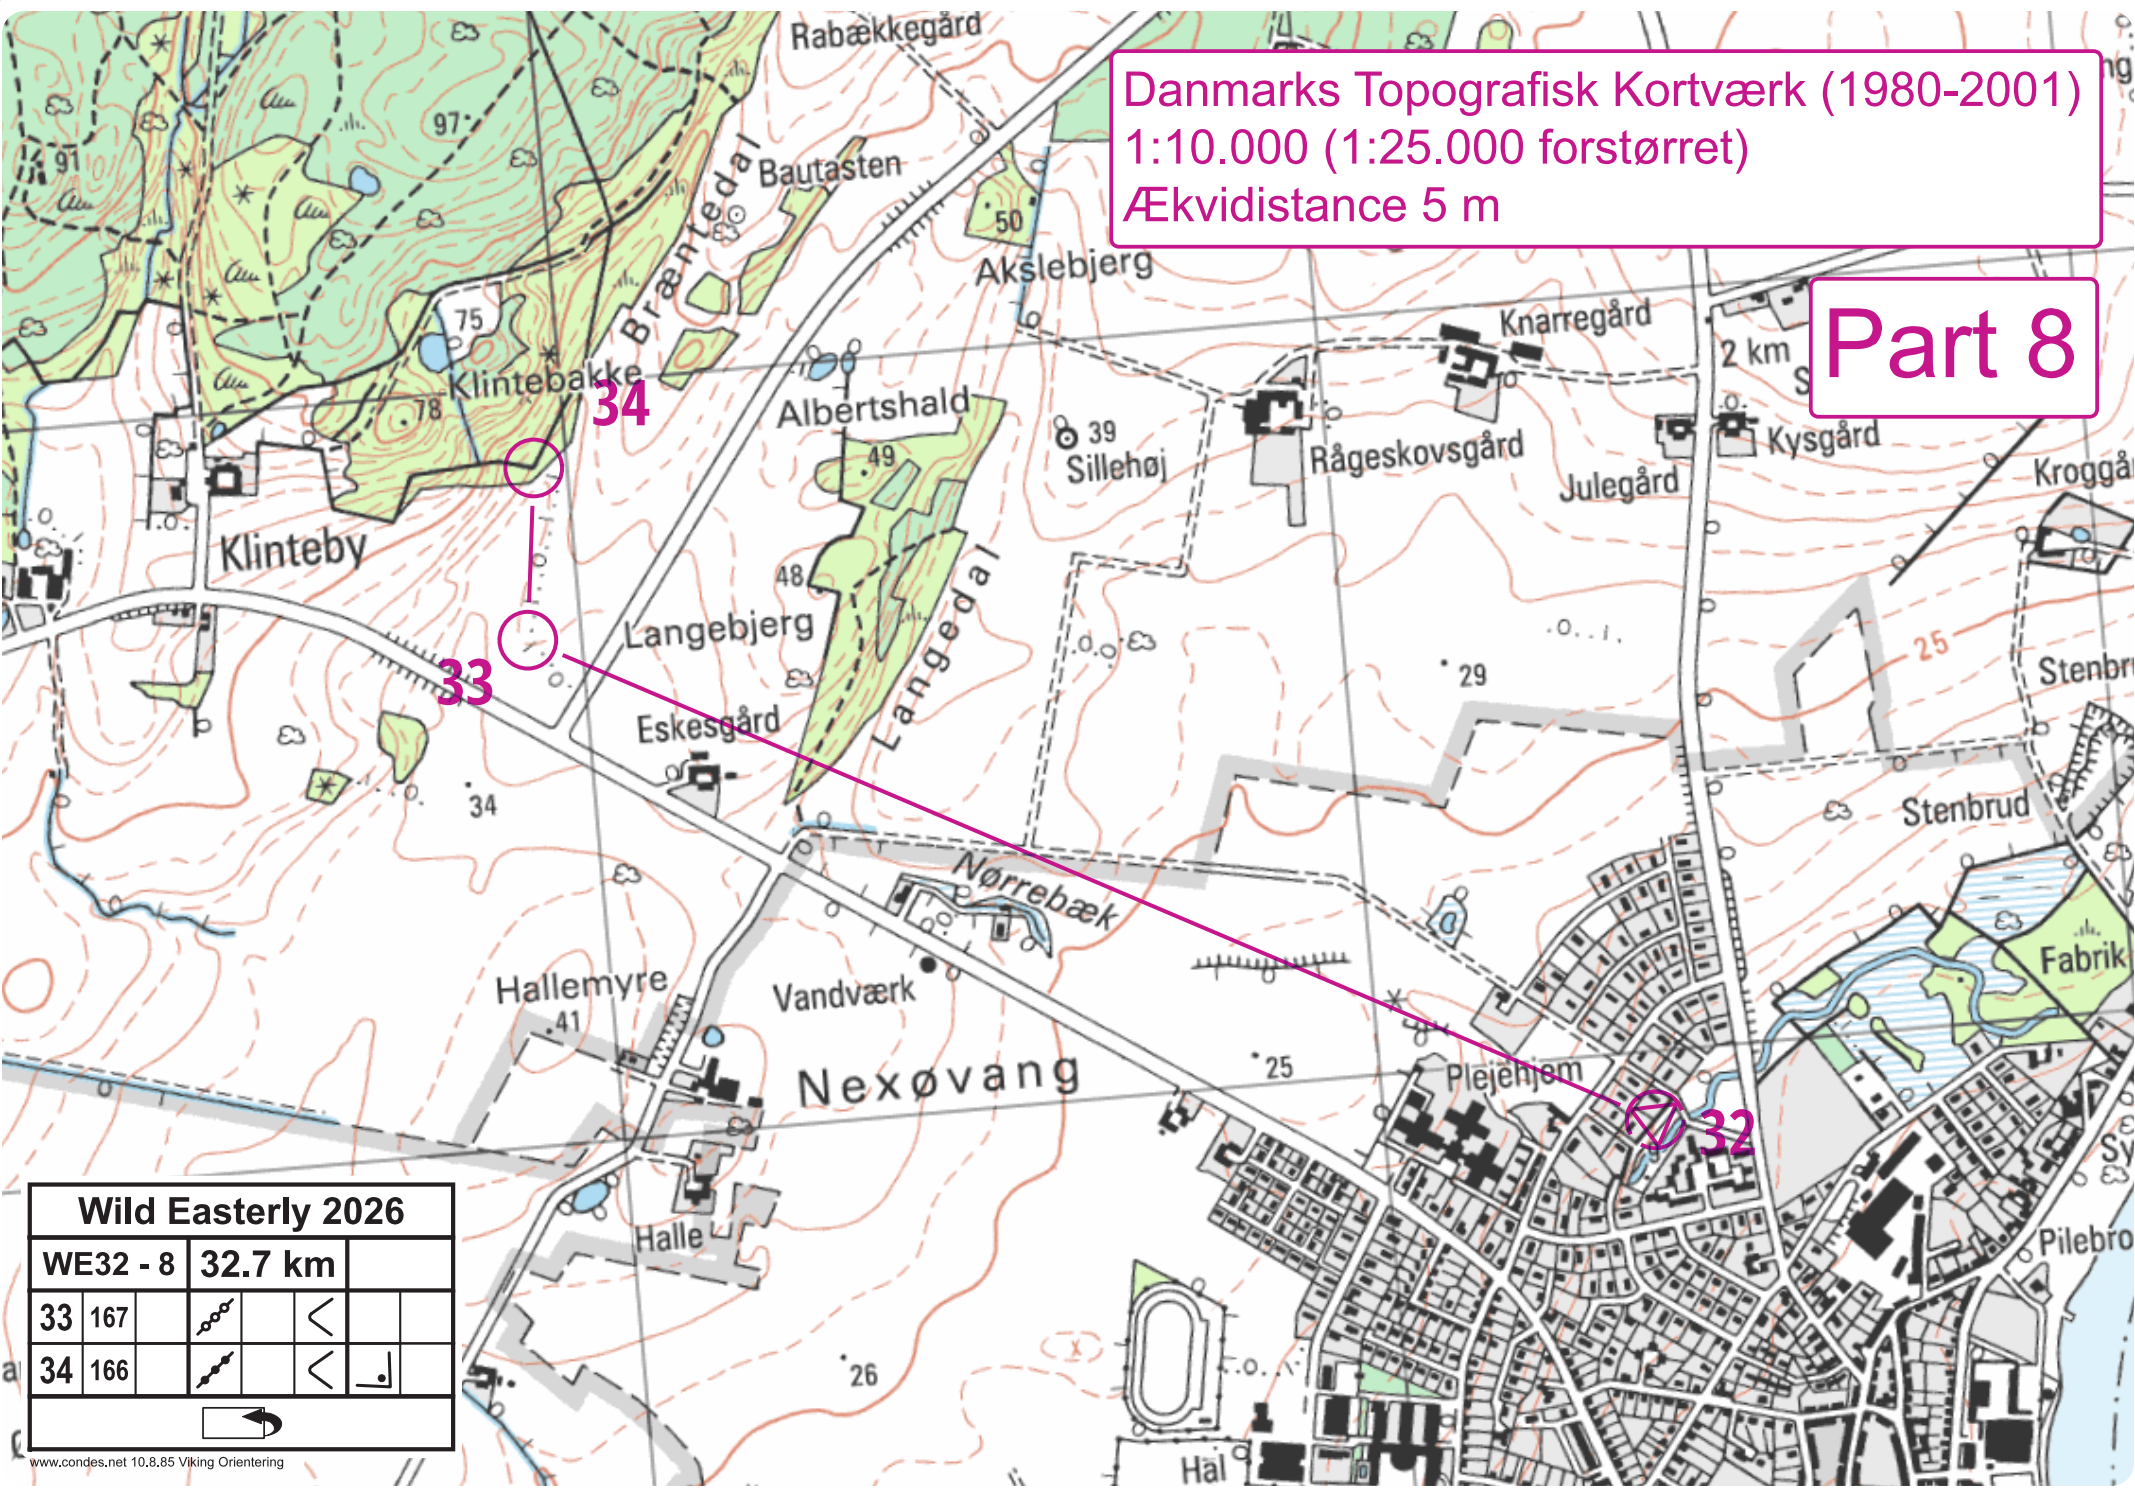 Rabækkegård
Danmarks Topografisk Kortværk (1980-2001)
1:10.000 (1:25.000 forstørret)
Ækvidistance 5 m
Part 8
97
91
Bautasten
Bræntedal
50
Akslebjerg
75
Klintebakke
78
34
Albertshald
49
39
Sillehøj
Knarregård
2 km
Rågeskovsgård
Julegård
Kysgård
Klinteby
48
Langebjerg
Langedal
33
29
25
Eskesgård
34
Stenbrud
Nørrebæk
Fabrik
Hallemyre
41
Vandværk
Nexøvang
25
Plejehjem
32
Halle
Pilebro
26
Hal
Wild Easterly 2026
WE32 - 8 32.7 km
33 167
34 166
www.condes.net 10.8.85 Viking Orientering